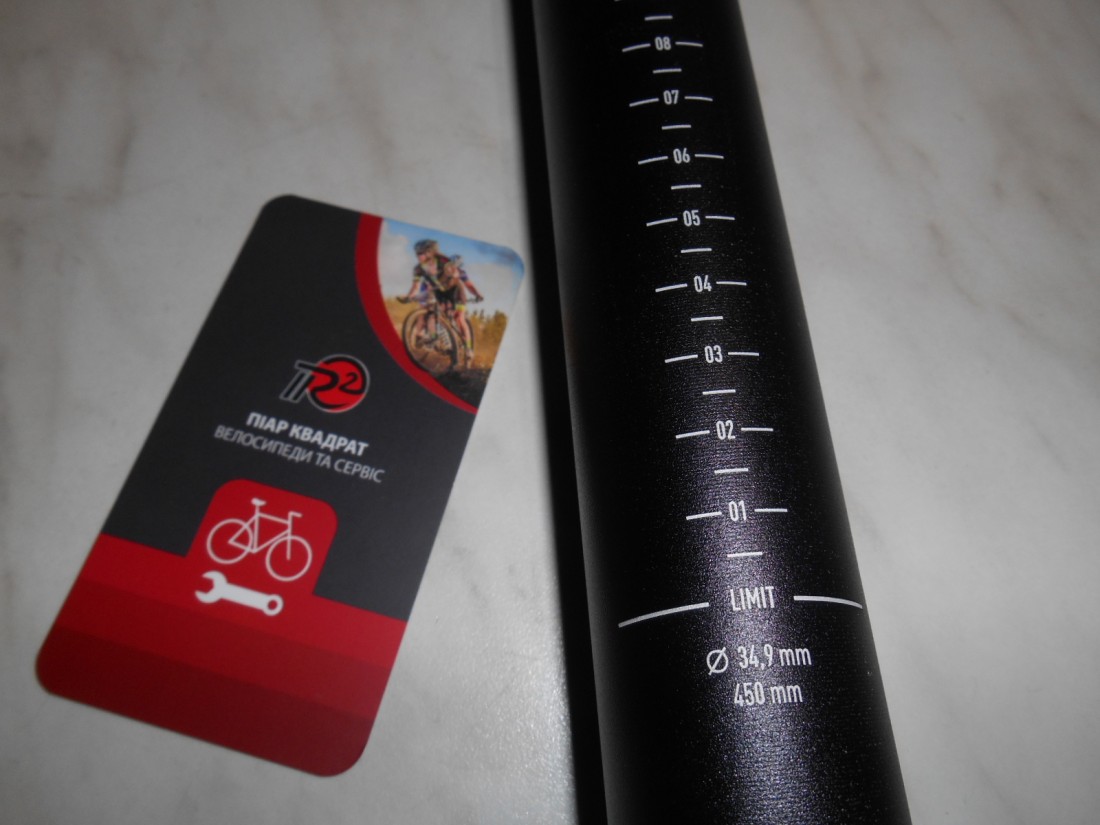 ПR2
ПІАР КВАДРАТ
ВЕЛОСИПЕДИ ТА СЕРВІС
08
07
06
05
04
03
02
01
LIMIT
Ø 34,9 mm
450 mm